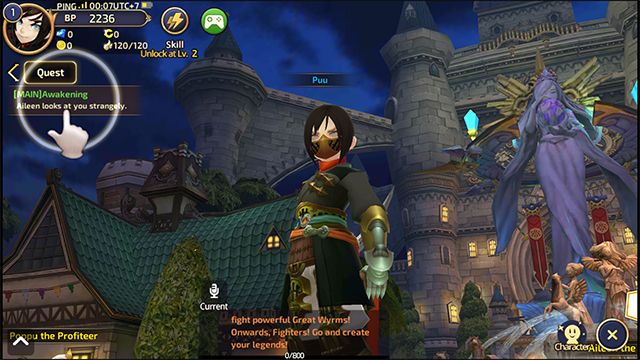 1
PING 00:07UTC+7
BP 2236
0
0
0
120/120
Skill
Unlock at Lv. 2
Quest
[MAIN]Awakening
Aileen looks at you strangely.
Puu
Current
fight powerful Great Wyrms!
Onwards, Fighters! Go and create
your legends!
0/800
Poppu the Profiteer
Character